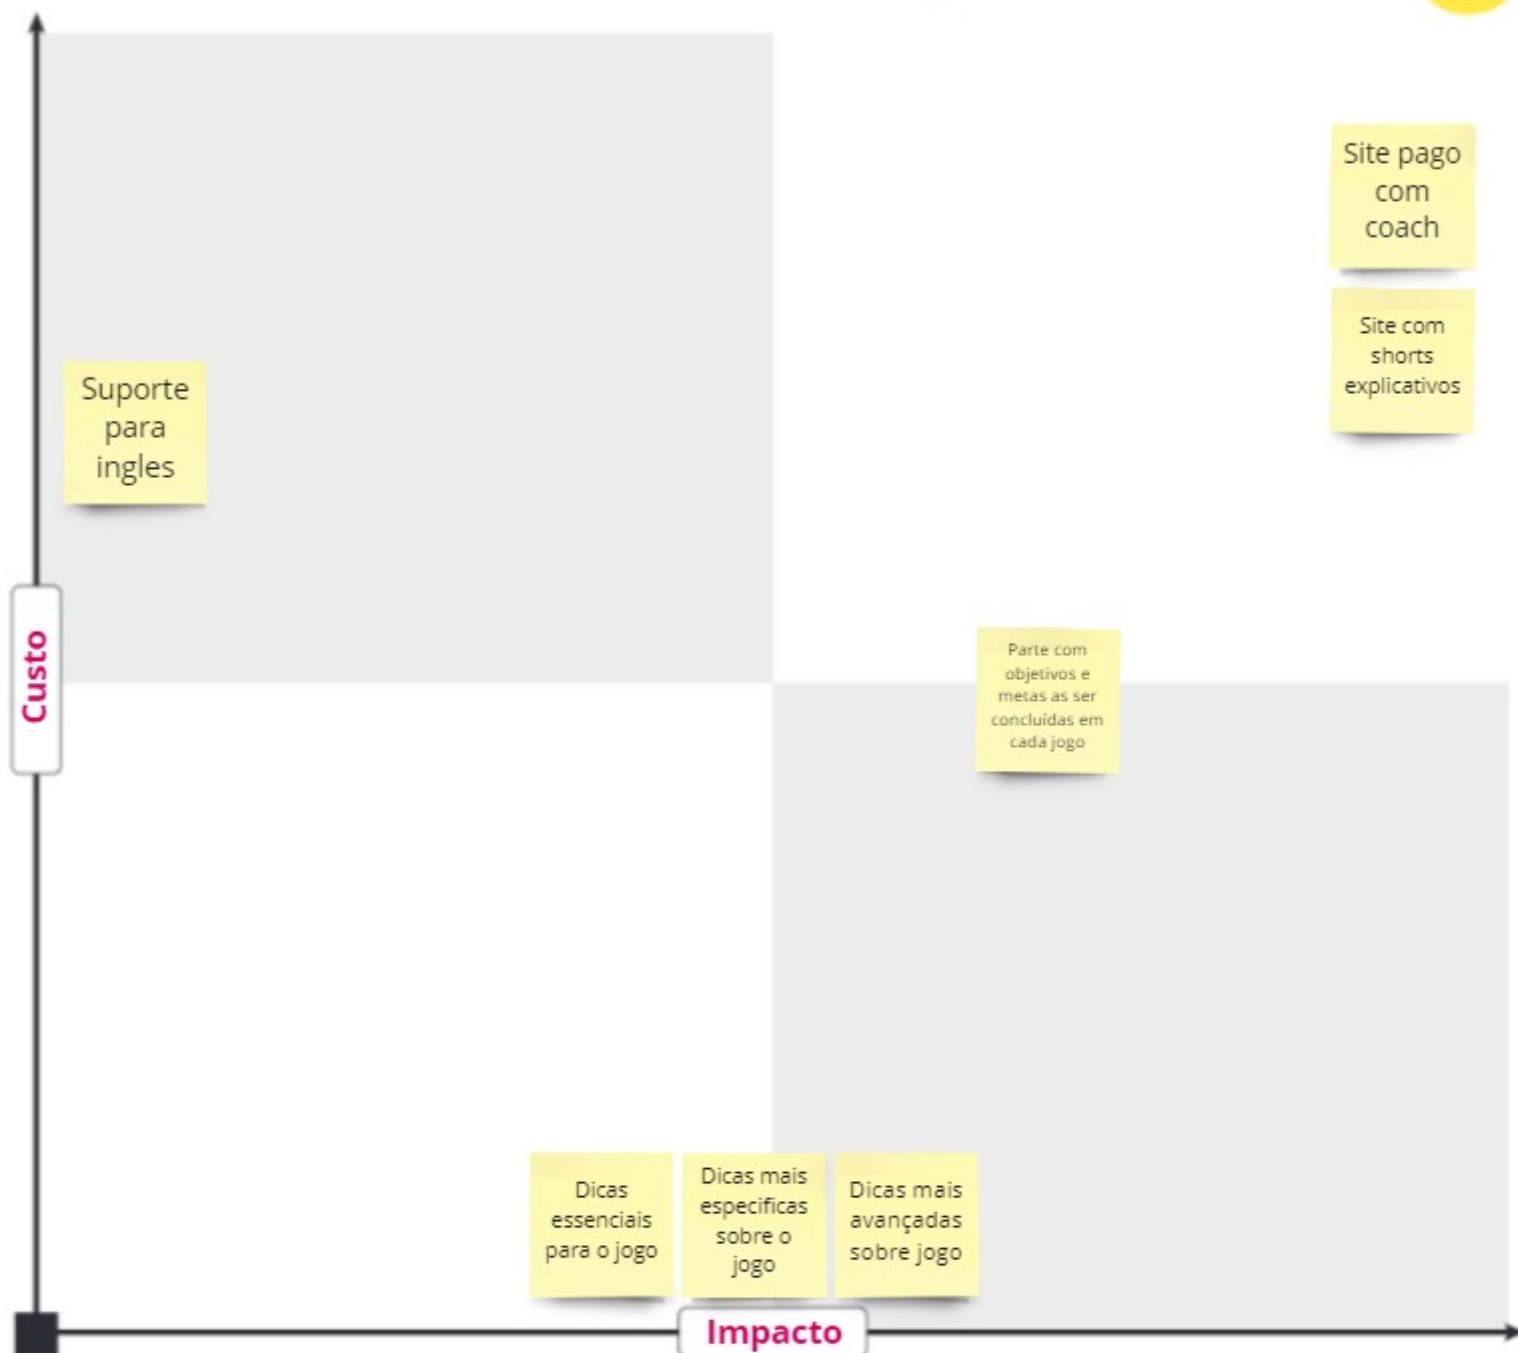 Site pago
com
coach
Site com
shorts
explicativos
Suporte
para
ingles
Custo
Parte com
objetivos e
metas as ser
concluídas em
cada jogo
Dicas
essenciais
para o jogo
Dicas mais
especificas
sobre o
jogo
Dicas mais
avançadas
sobre jogo
Impacto